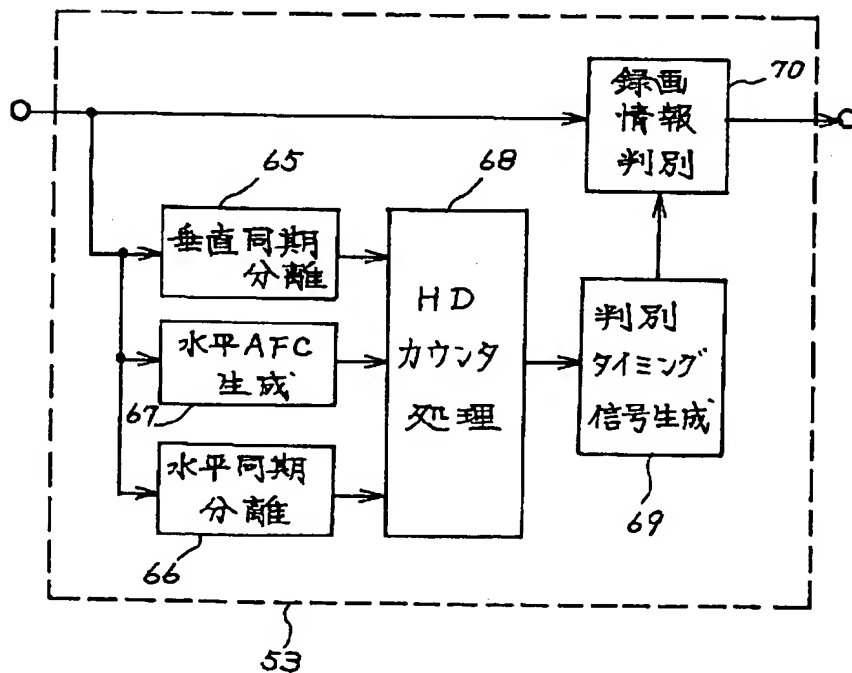 録画
情報
判別
70
65
垂直同期
分離
68
HD
カウンタ
処理
水平AFC
生成
67
判別
タイミング
信号生成
69
水平同期
分離
66
53